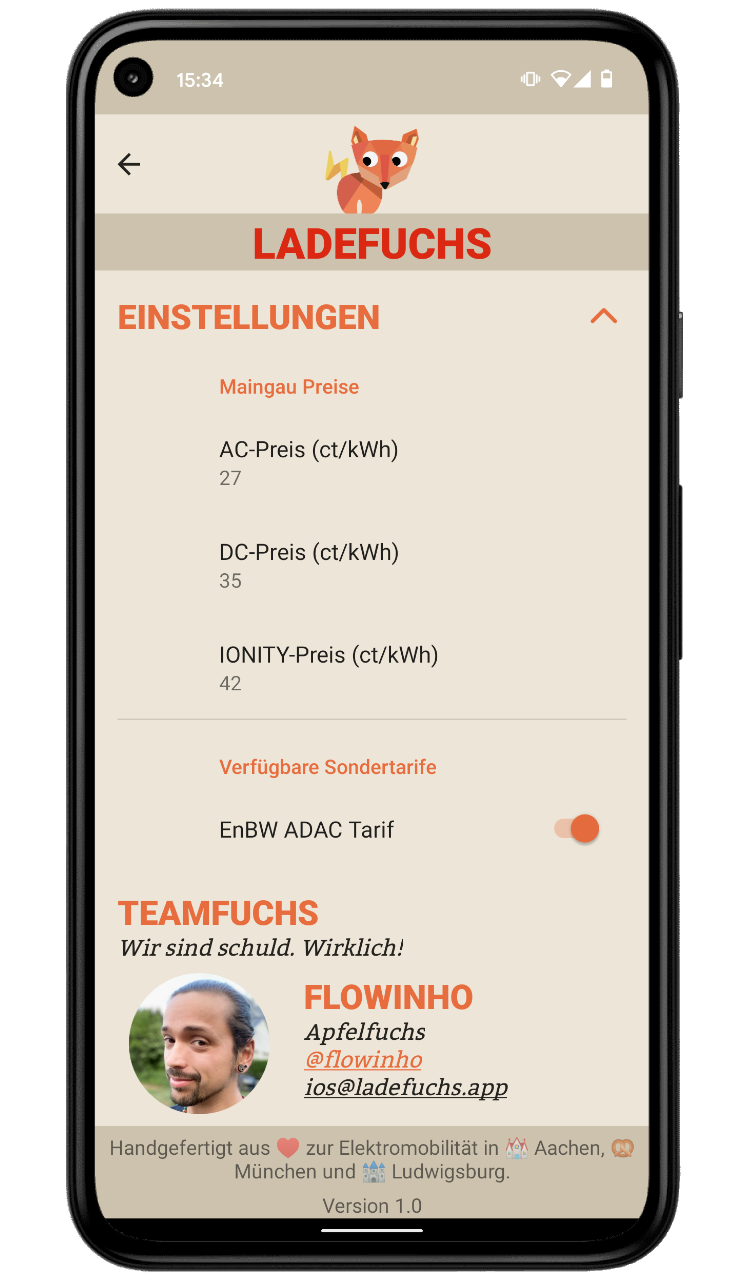 15:34
LADEFUCHS
EINSTELLUNGEN
Maingau Preise
AC-Preis (ct/kWh)
27
DC-Preis (ct/kWh)
35
IONITY-Preis (ct/kWh)
42
Verfügbare Sondertarife
EnBW ADAC Tarif
TEAMFUCHS
Wir sind schuld. Wirklich!
FLOWINHO
Apfelfuchs
@flowinho
ios@ladefuchs.app
Handgefertigt aus ❤️ zur Elektromobilität in 🏰 Aachen, 🥨
München und 🏰 Ludwigsburg.
Version 1.0